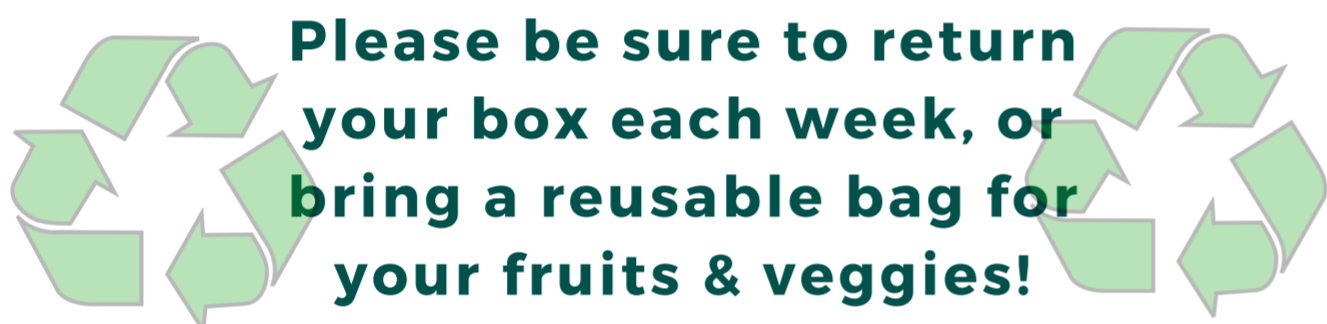 Please be sure to return
your box each week, or
bring a reusable bag for
your fruits & veggies!